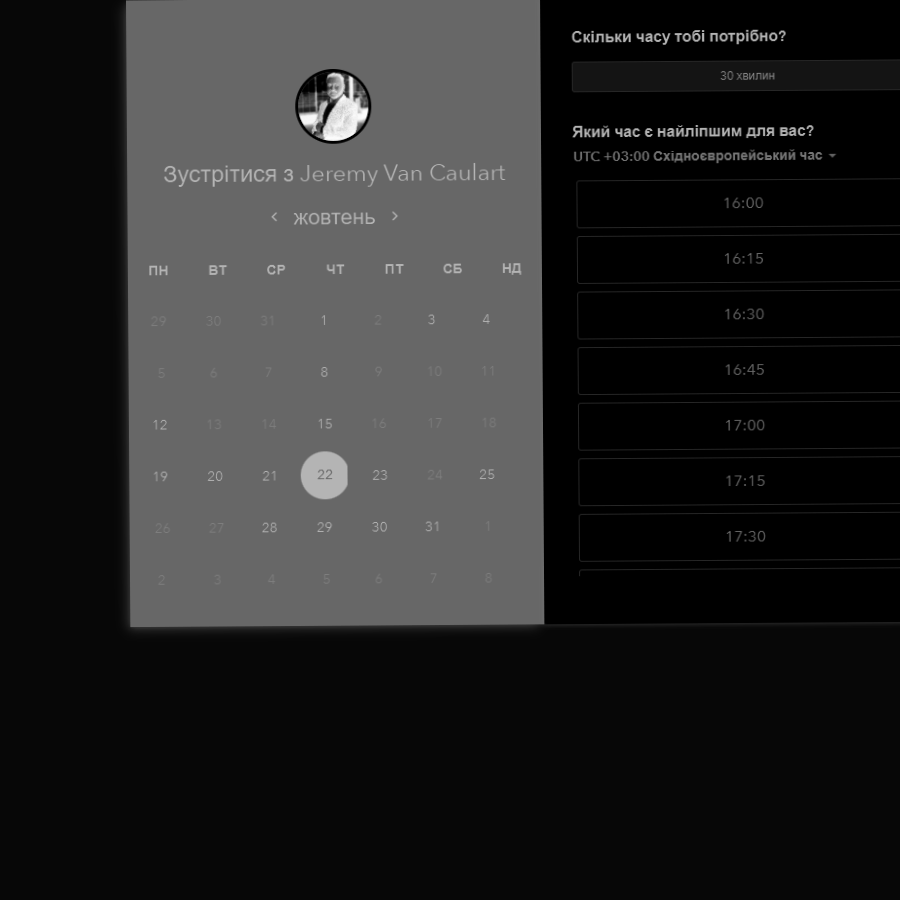 Зустрітися з Jeremy Van Caulart
‹ жовтень ›
ПН ВТ СР ЧТ ПТ СБ НД
29 30 31 1 2 3 4
5 6 7 8 9 10 11
12 13 14 15 16 17 18
19 20 21 22 23 24 25
26 27 28 29 30 31 1
2 3 4 5 6 7 8
Скільки часу тобі потрібно?
30 хвилин
Який час є найліпшим для вас?
UTC +03:00 Східноєвропейський час
16:00
16:15
16:30
16:45
17:00
17:15
17:30